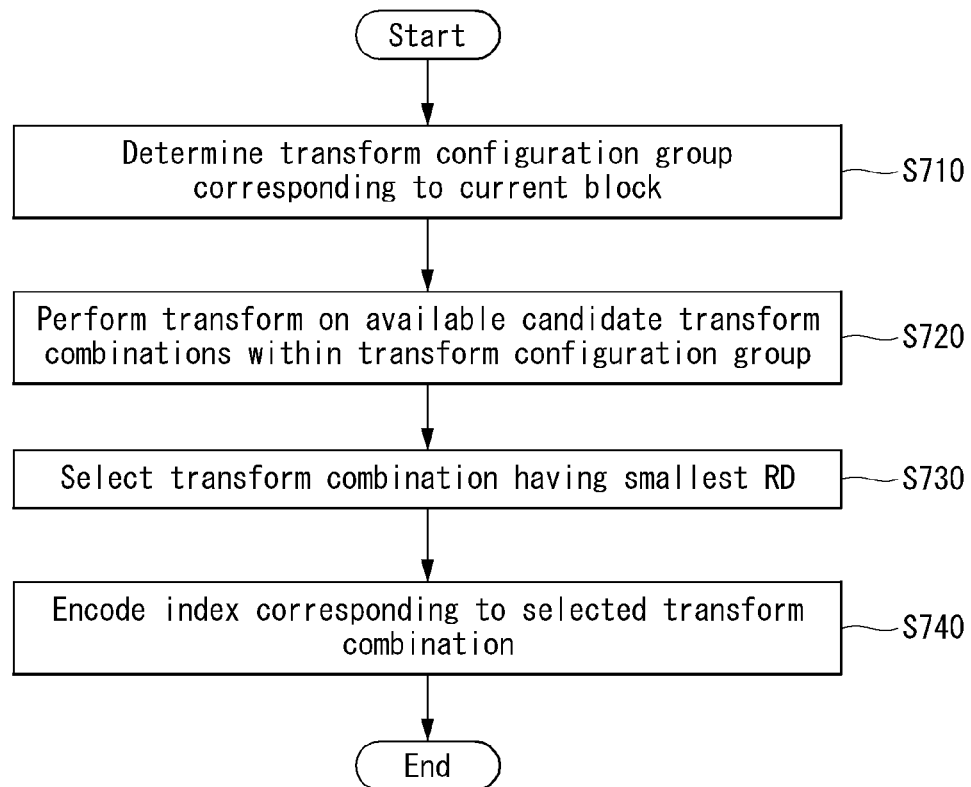 Start
Determine transform configuration group
corresponding to current block
S710
Perform transform on available candidate transform
combinations within transform configuration group
S720
Select transform combination having smallest RD
S730
Encode index corresponding to selected transform
combination
S740
End